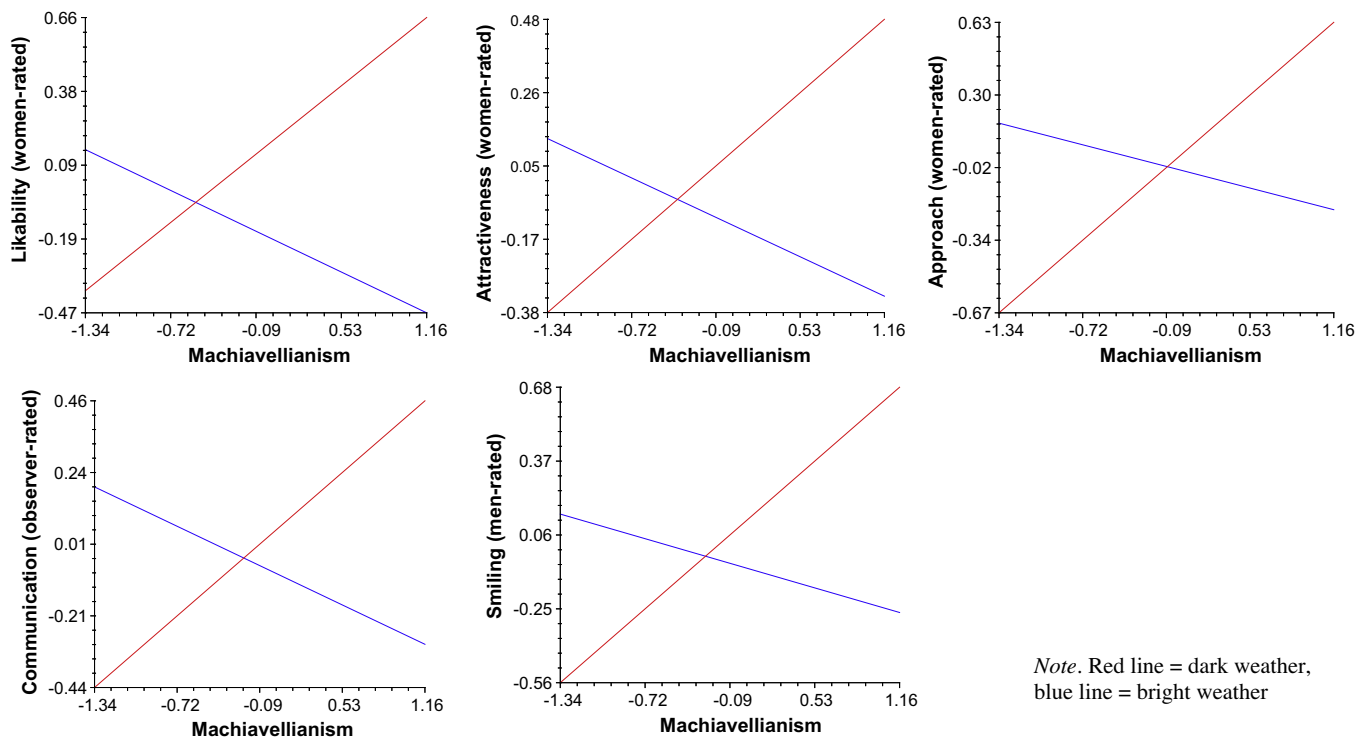 Likability (women-rated)
0.66
0.38
0.09
-0.19
-0.47
-1.34 -0.72 -0.09 0.53 1.16
Machiavellianism
Attractiveness (women-rated)
0.48
0.26
0.05
-0.17
-0.38
-1.34 -0.72 -0.09 0.53 1.16
Machiavellianism
Approach (women-rated)
0.63
0.30
-0.02
-0.34
-0.67
-1.34 -0.72 -0.09 0.53 1.16
Machiavellianism
Communication (observer-rated)
0.46
0.24
0.01
-0.21
-0.44
-1.34 -0.72 -0.09 0.53 1.16
Machiavellianism
Smiling (men-rated)
0.68
0.37
0.06
-0.25
-0.56
-1.34 -0.72 -0.09 0.53 1.16
Machiavellianism
Note. Red line = dark weather,
blue line = bright weather